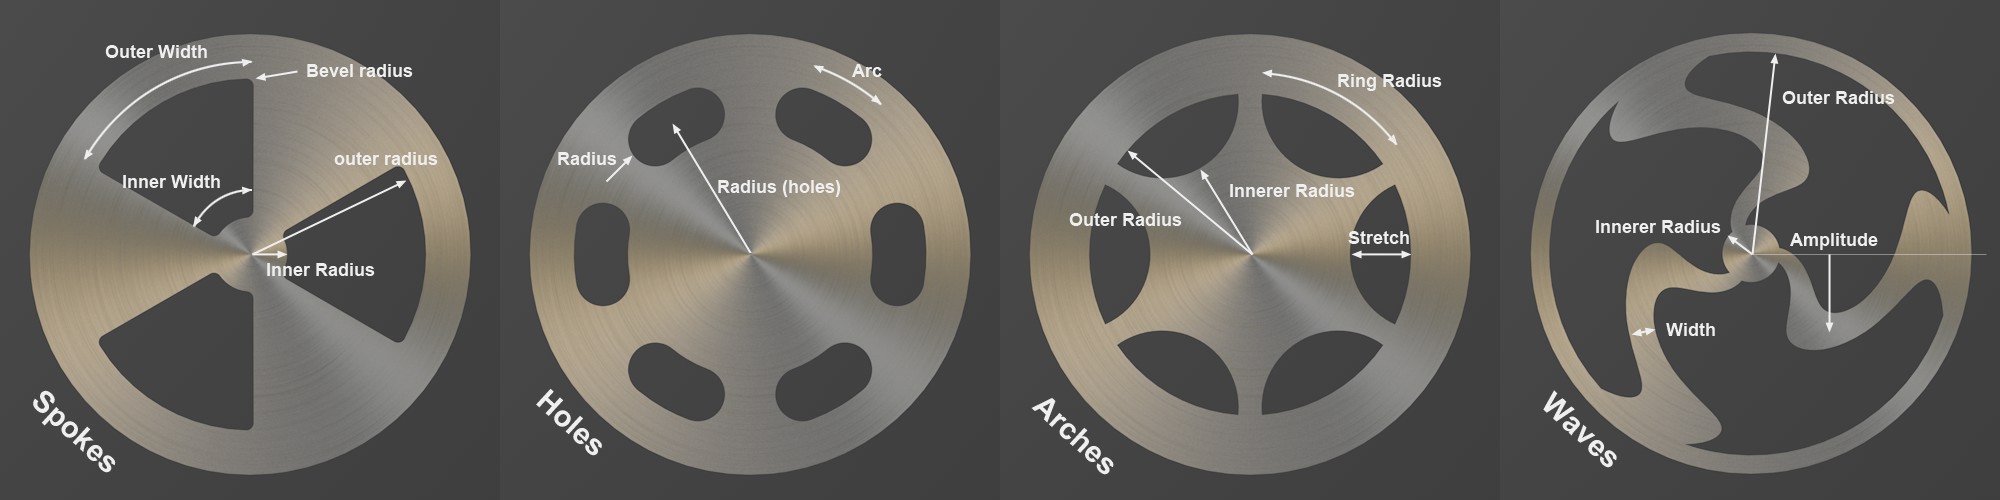 Outer Width
Bevel radius
outer radius
Inner Width
Inner Radius
Spokes
Arc
Radius
Radius (holes)
Holes
Ring Radius
Innerer Radius
Outer Radius
Stretch
Arches
Outer Radius
Innerer Radius
Amplitude
Width
Waves